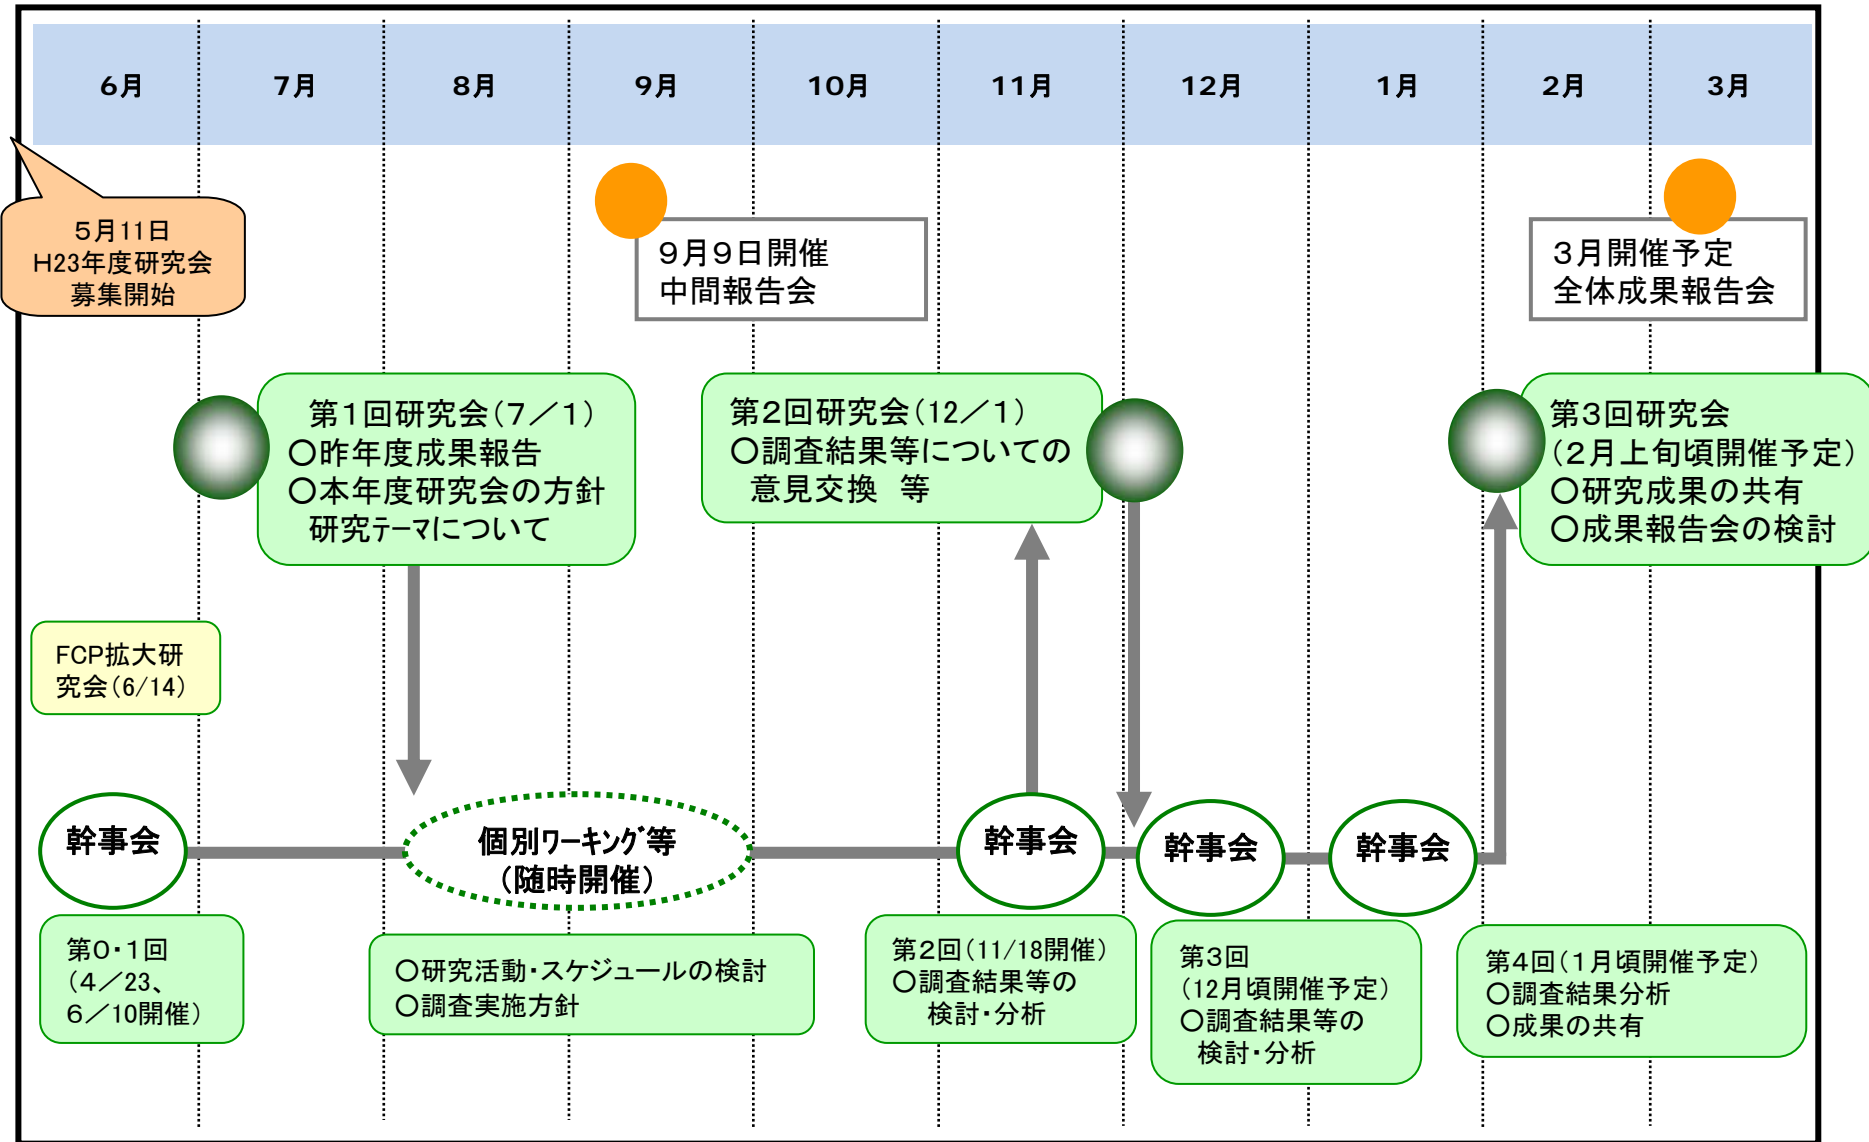 6月 7月 8月 9月 10月 11月 12月 1月 2月 3月
５月11日
H23年度研究会
募集開始
９月９日開催
中間報告会
３月開催予定
全体成果報告会
第１回研究会（７／１）
○昨年度成果報告
○本年度研究会の方針
研究ﾃｰﾏについて
第２回研究会（12／１）
○調査結果等についての
意見交換　等
第３回研究会
（２月上旬頃開催予定）
○研究成果の共有
○成果報告会の検討
FCP拡大研
究会（6/14）
幹事会
個別ﾜｰｷﾝｸﾞ等
（随時開催）
幹事会
幹事会
幹事会
第０・１回
（４／23、
６／10開催）
○研究活動・スケジュールの検討
○調査実施方針
第２回（11/18開催）
○調査結果等の
検討・分析
第３回
（12月頃開催予定）
○調査結果等の
検討・分析
第４回（１月頃開催予定）
○調査結果分析
○成果の共有